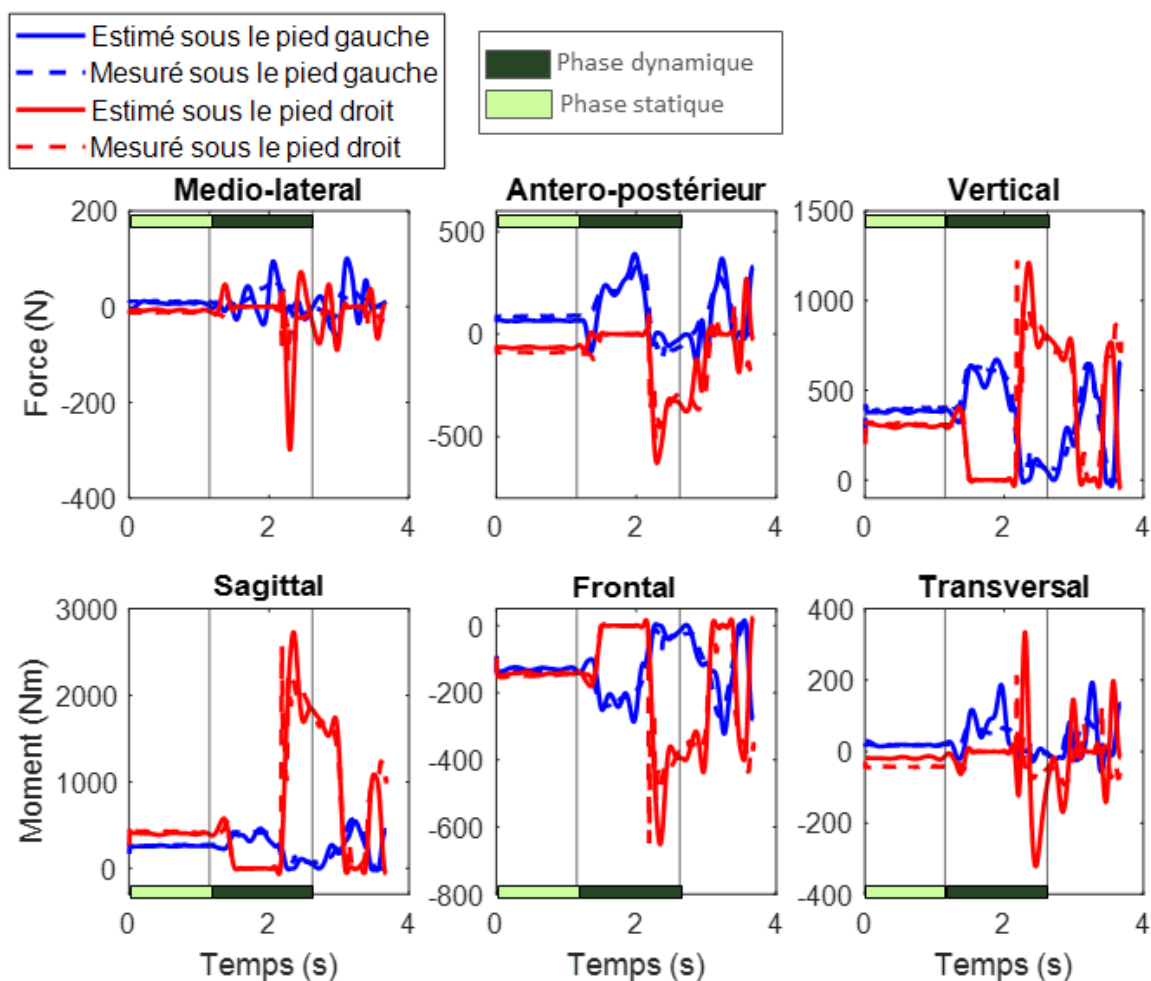 Estimé sous le pied gauche
Mesuré sous le pied gauche
Estimé sous le pied droit
Mesuré sous le pied droit
Phase dynamique
Phase statique
Medio-lateral
Antero-postérieur
Vertical
Force (N)
200
0
-200
-400
0 2 4
500
0
-500
0 2 4
1500
1000
500
0
0 2 4
Sagittal
Frontal
Transversal
Moment (Nm)
3000
2000
1000
0
0 2 4
0
-200
-400
-600
-800
0 2 4
400
200
0
-200
-400
0 2 4
Temps (s)
Temps (s)
Temps (s)